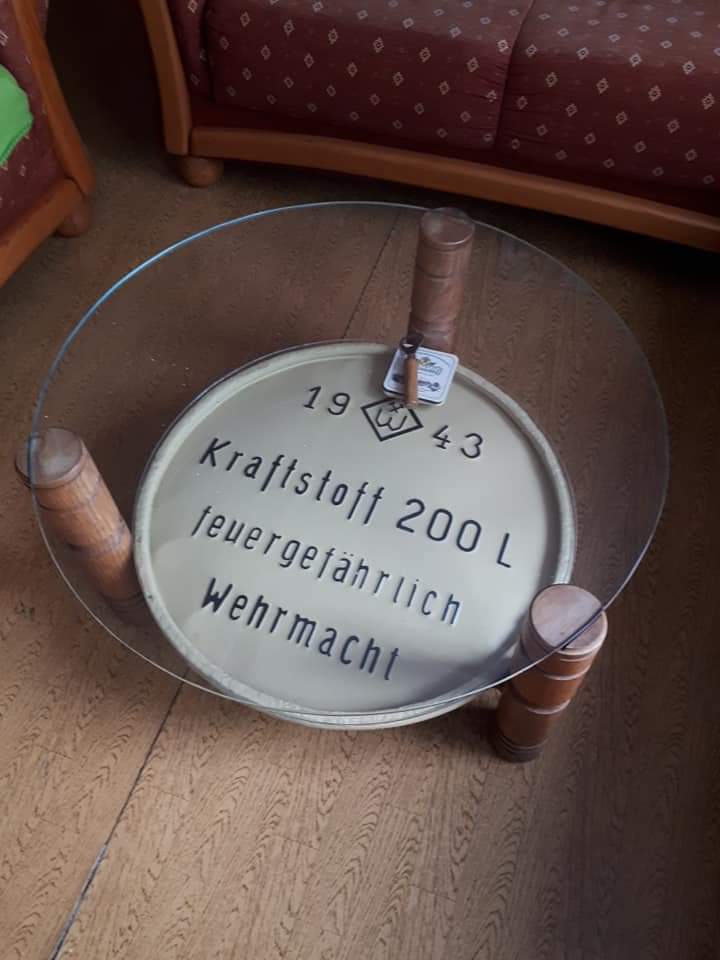 19 W 43
Kraftstoff 200 L
feuergefährlich
Wehrmacht